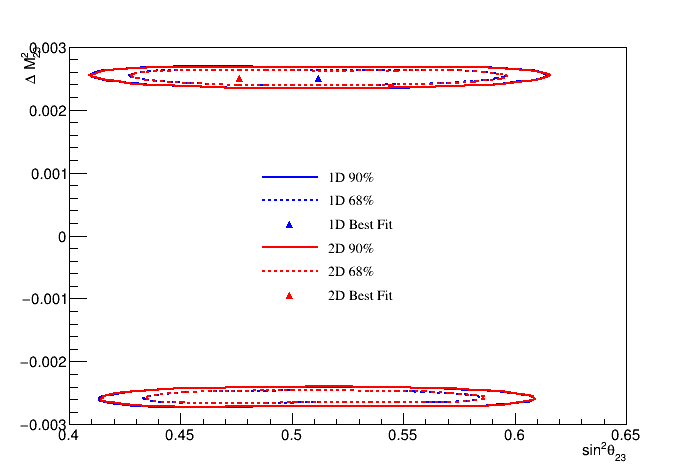 Δ M²₂₃
0.003
0.002
0.001
0
−0.001
−0.002
−0.003
1D 90%
1D 68%
1D Best Fit
2D 90%
2D 68%
2D Best Fit
0.4 0.45 0.5 0.55 0.6 0.65
sin²θ₂₃